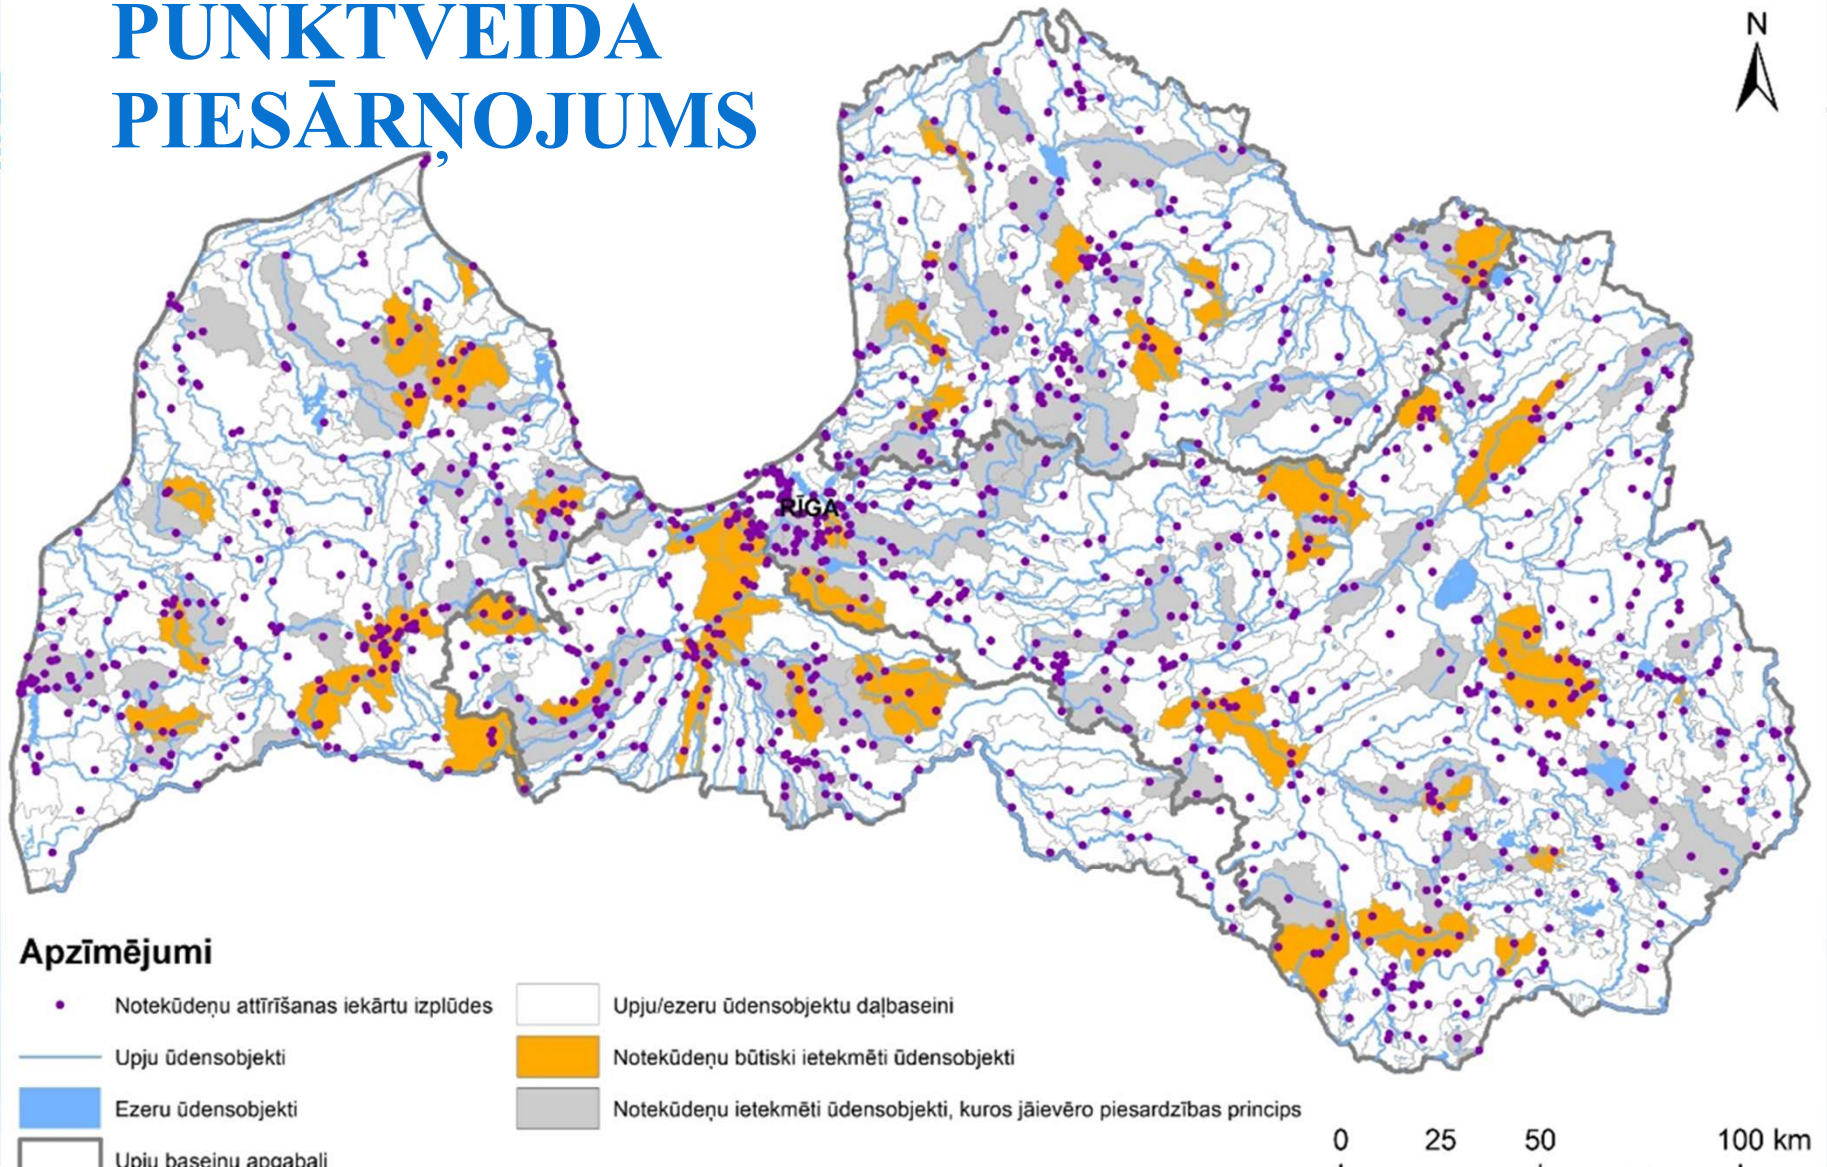 PUNKTVEIDA
PIESĀRŅOJUMS
N
RĪGA
Apzīmējumi
Notekūdeņu attīrīšanas iekārtu izplūdes
Upju ūdensobjekti
Ezeru ūdensobjekti
Upju baseinu apgabali
Upju/ezeru ūdensobjektu daļbaseini
Notekūdeņu būtiski ietekmēti ūdensobjekti
Notekūdeņu ietekmēti ūdensobjekti, kuros jāievēro piesardzības princips
0 25 50 100 km